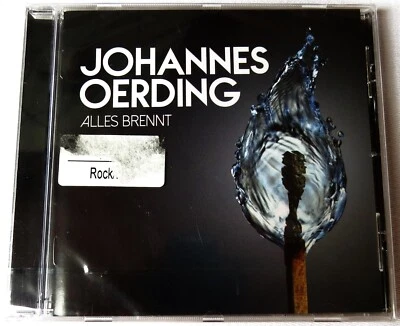 JOHANNES
OERDING
ALLES BRENNT
Rock